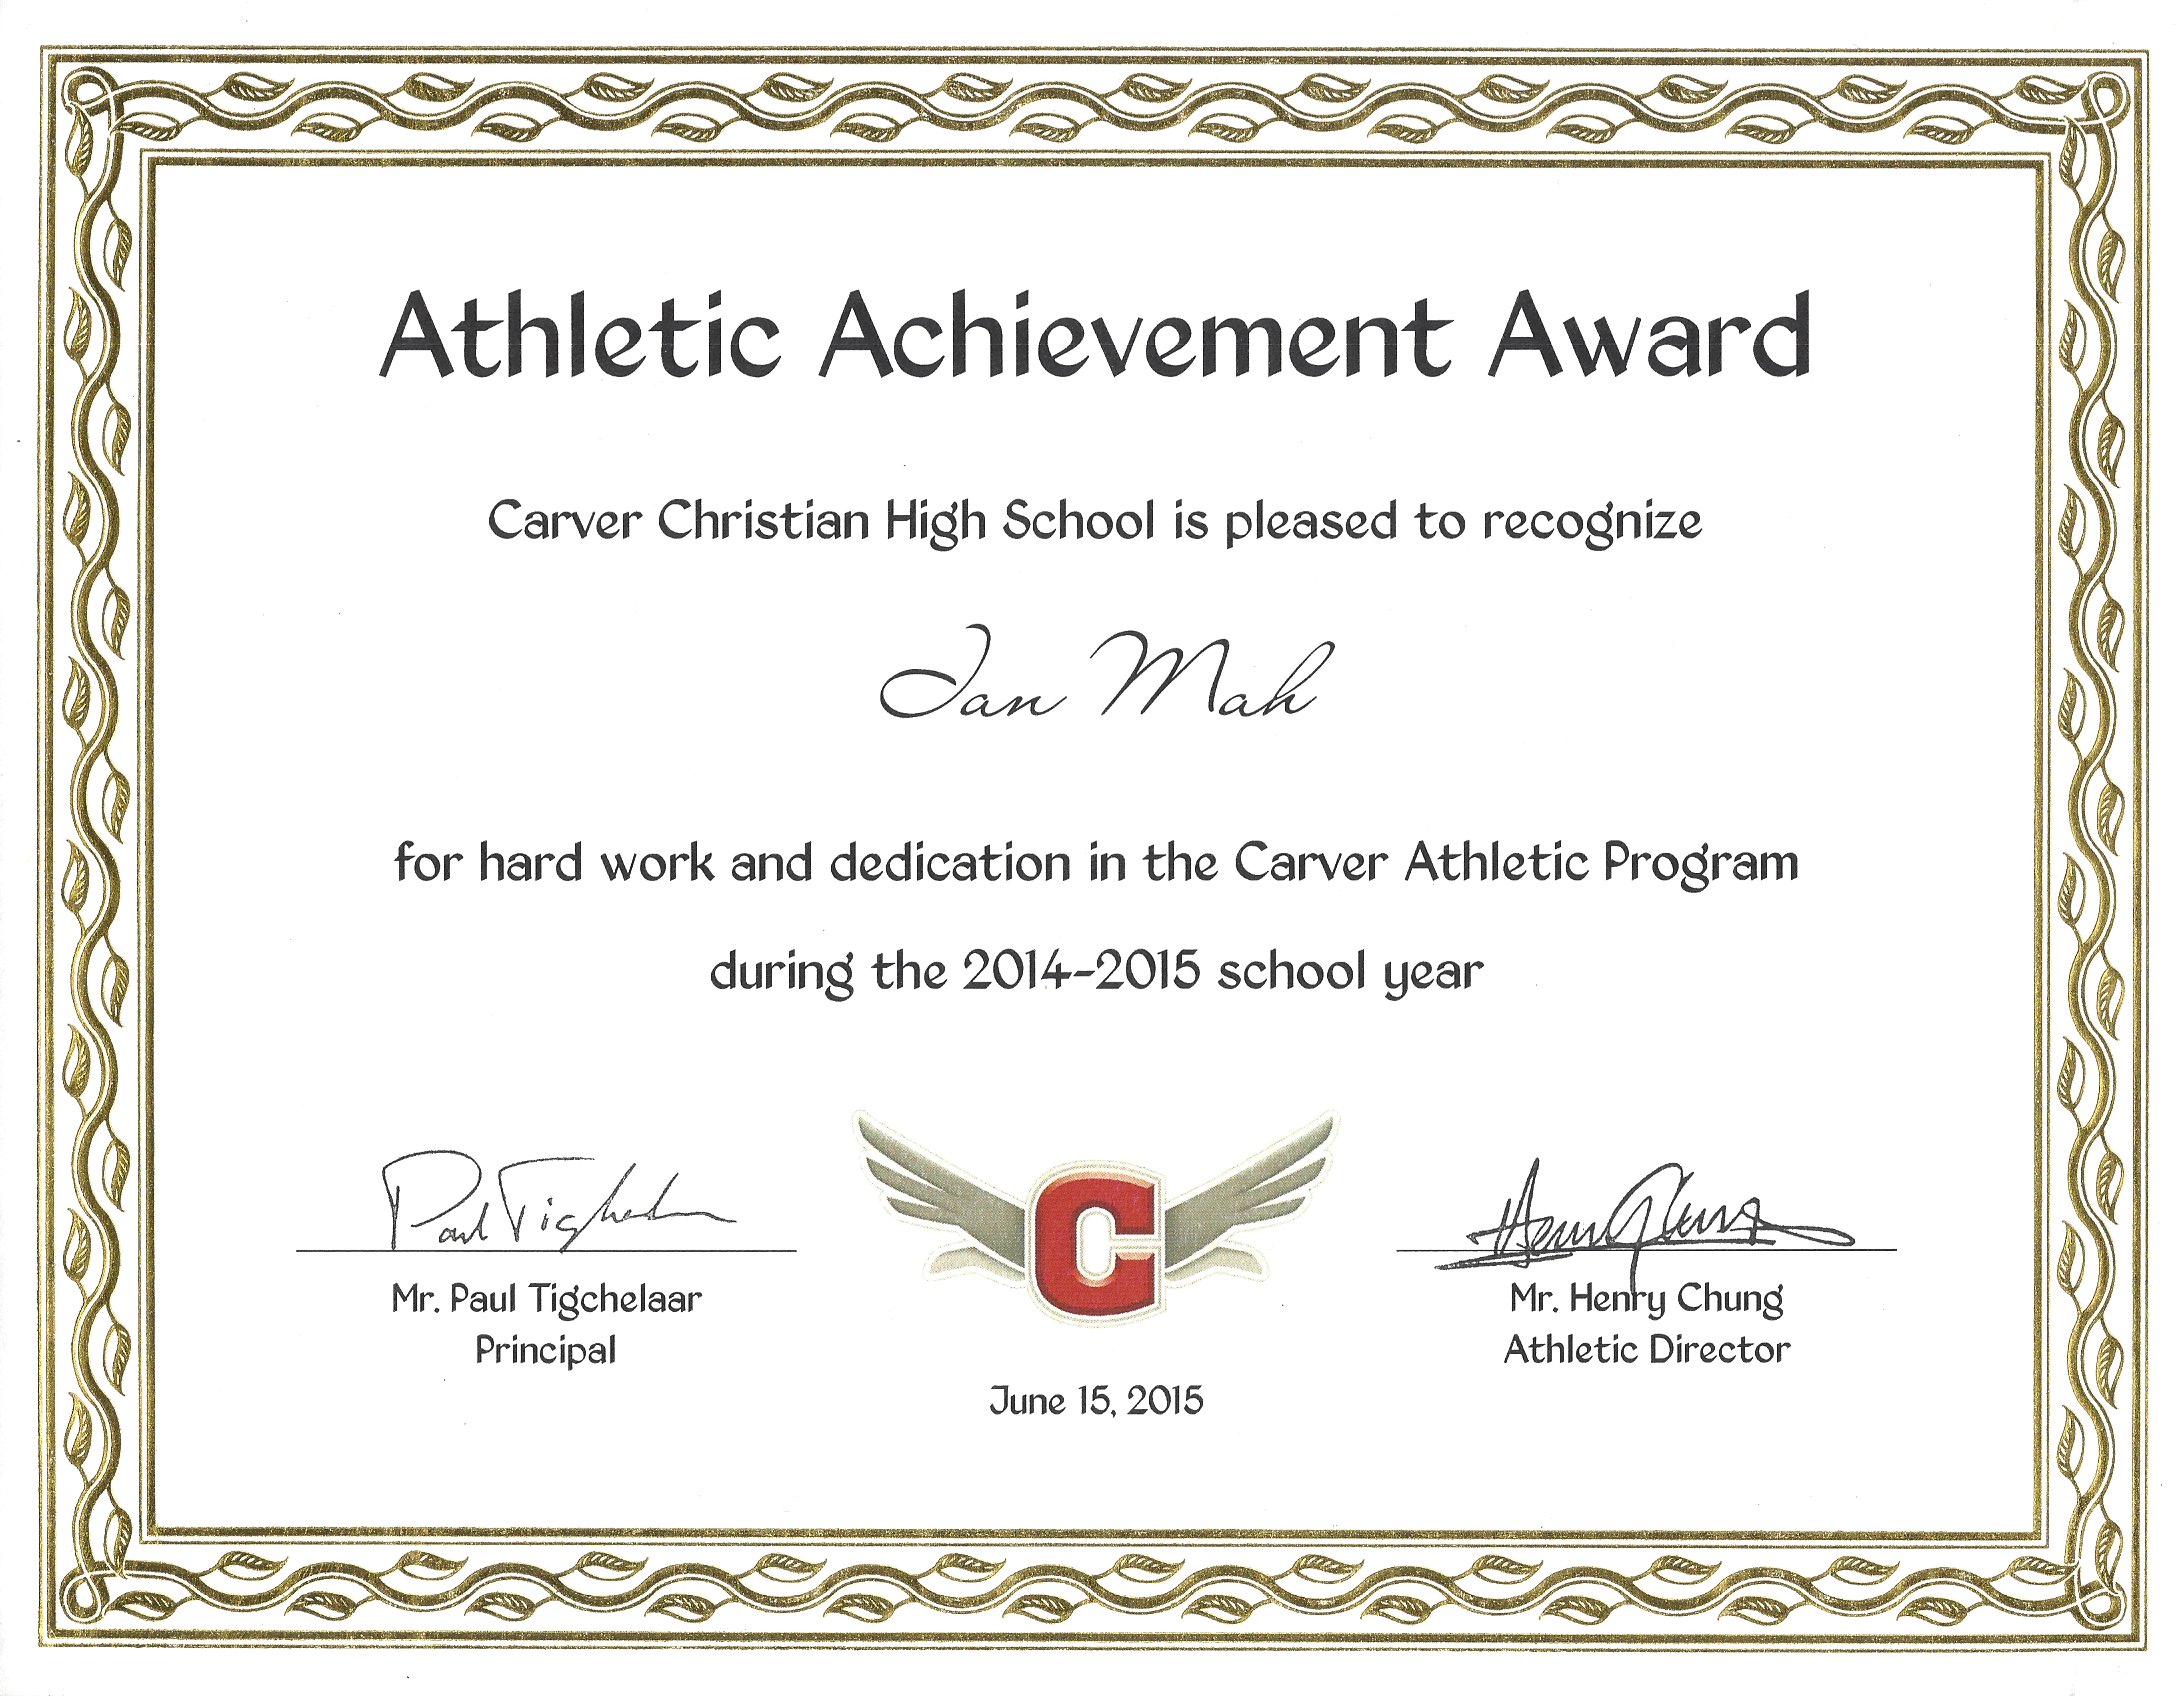 Athletic Achievement Award
Carver Christian High School is pleased to recognize
Ian Mah
for hard work and dedication in the Carver Athletic Program
during the 2014-2015 school year
Paul Tigchelaar
Henry Chung
C
Mr. Paul Tigchelaar
Principal
Mr. Henry Chung
Athletic Director
June 15, 2015